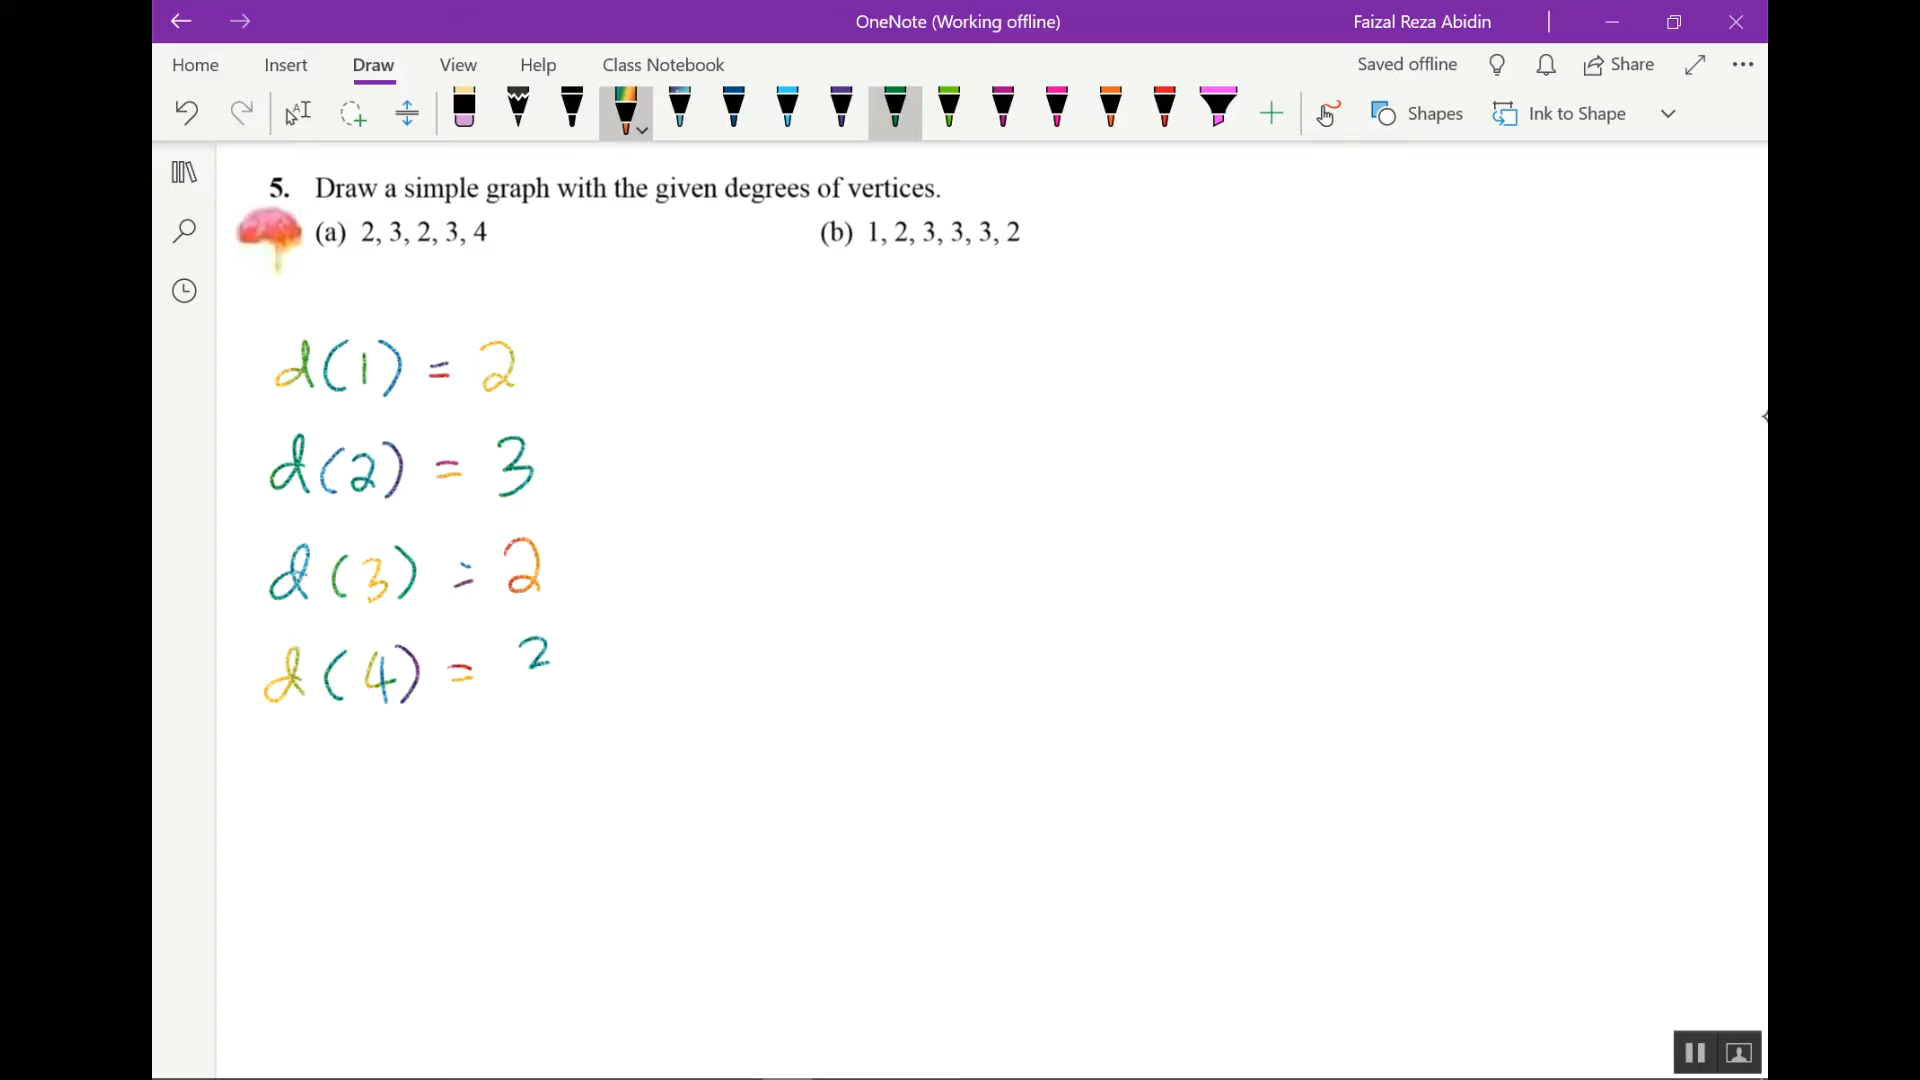 OneNote (Working offline)
Faizal Reza Abidin
Home Insert Draw View Help Class Notebook
Saved offline
Share
Shapes
Ink to Shape
5. Draw a simple graph with the given degrees of vertices.
(a) 2, 3, 2, 3, 4
(b) 1, 2, 3, 3, 3, 2
d(1) = 2
d(2) = 3
d(3) = 2
d(4) =